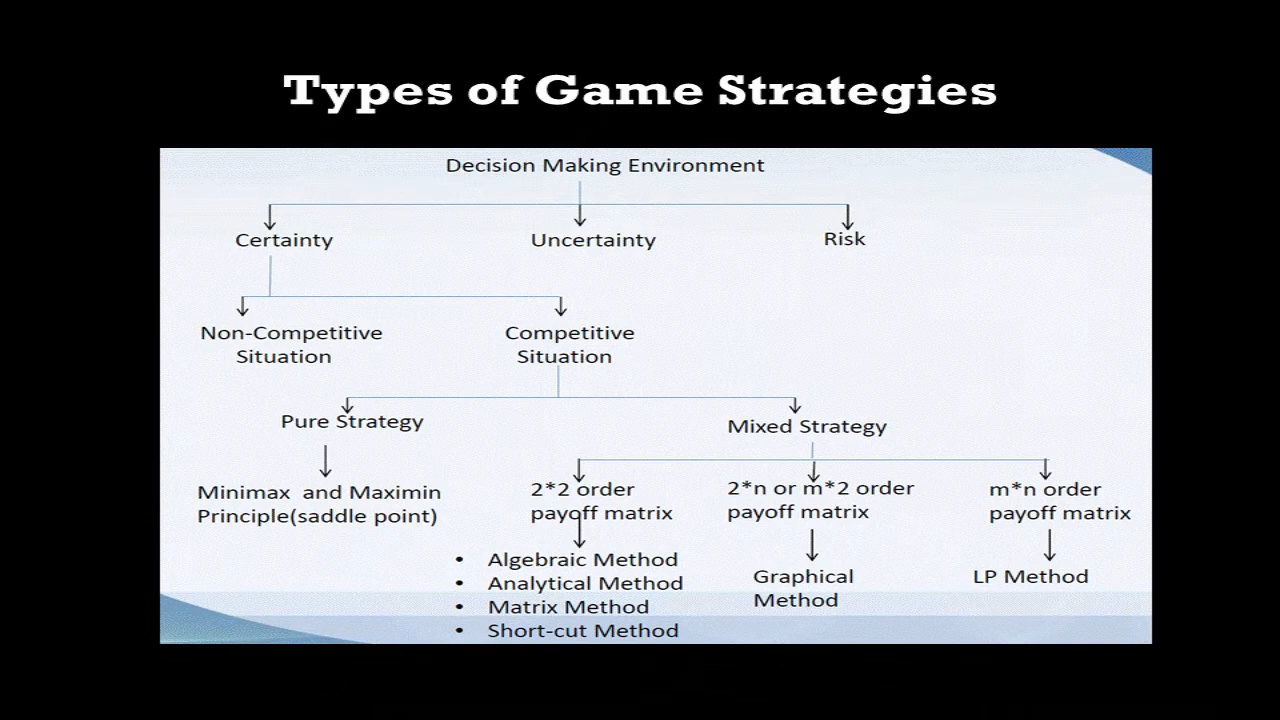 Types of Game Strategies
Decision Making Environment
Certainty
Uncertainty
Risk
Non-Competitive
Situation
Competitive
Situation
Pure Strategy
Mixed Strategy
Minimax and Maximin
Principle(saddle point)
2*2 order
payoff matrix
2*n or m*2 order
payoff matrix
m*n order
payoff matrix
• Algebraic Method
• Analytical Method
• Matrix Method
• Short-cut Method
Graphical
Method
LP Method